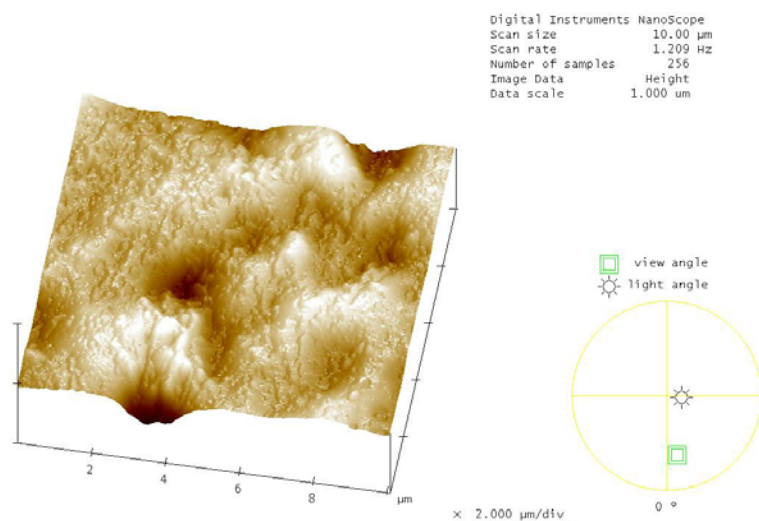 Digital Instruments NanoScope
Scan size 10.00 µm
Scan rate 1.209 Hz
Number of samples 256
Image Data Height
Data scale 1.000 um
view angle
light angle
2
4
6
8
µm
× 2.000 µm/div
0 °